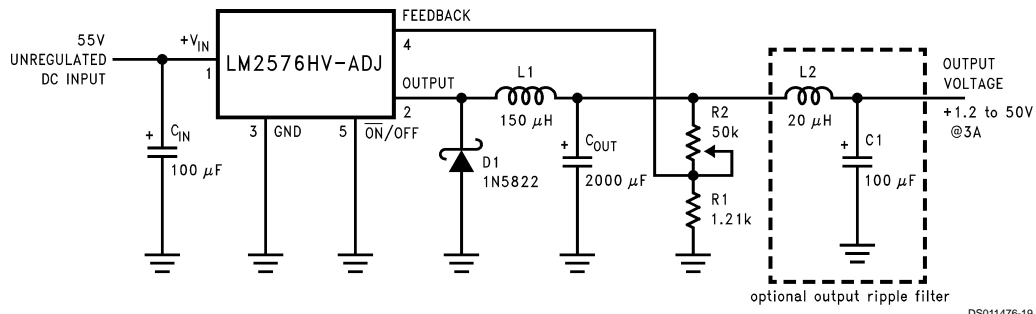 FEEDBACK
4
55V
UNREGULATED
DC INPUT
+VIN
1
LM2576HV-ADJ
OUTPUT
2
3 GND
5 ON/OFF
+
CIN
100 μF
D1
1N5822
L1
150 μH
+
COUT
2000 μF
R2
50k
R1
1.21k
L2
20 μH
+
C1
100 μF
OUTPUT
VOLTAGE
+1.2 to 50V
@3A
optional output ripple filter
DS011476-19